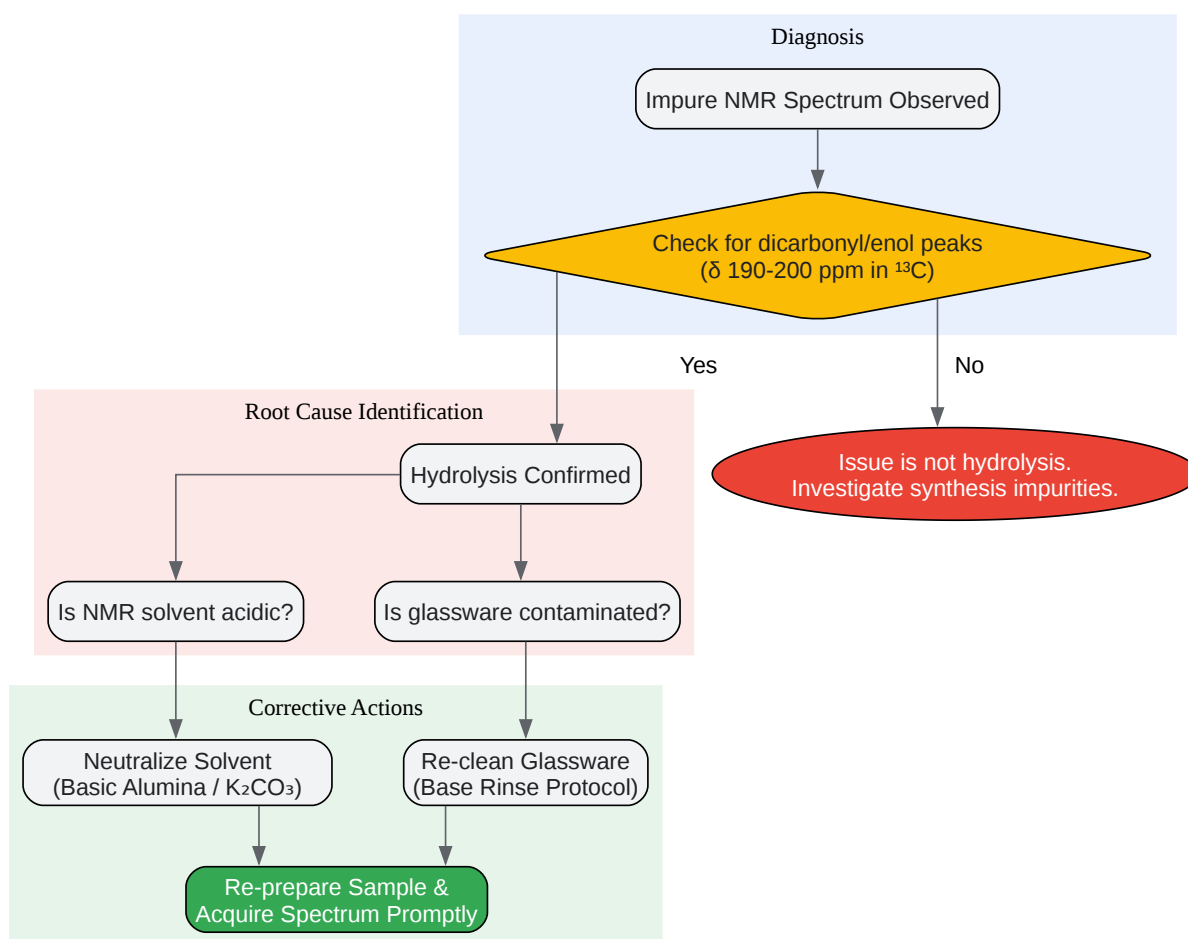 Diagnosis
Impure NMR Spectrum Observed
Check for dicarbonyl/enol peaks
(δ 190-200 ppm in ¹³C)
Yes
No
Root Cause Identification
Hydrolysis Confirmed
Issue is not hydrolysis.
Investigate synthesis impurities.
Is NMR solvent acidic?
Is glassware contaminated?
Corrective Actions
Neutralize Solvent
(Basic Alumina / K₂CO₃)
Re-clean Glassware
(Base Rinse Protocol)
Re-prepare Sample &
Acquire Spectrum Promptly